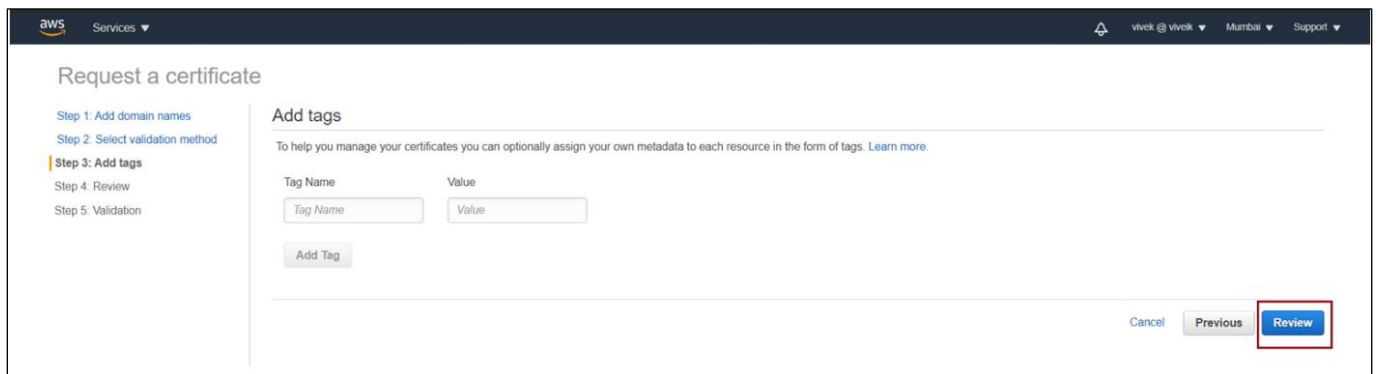 aws Services vivek @ viveik Mumbai Support
Request a certificate
Step 1: Add domain names
Step 2: Select validation method
Step 3: Add tags
Step 4: Review
Step 5: Validation
Add tags
To help you manage your certificates you can optionally assign your own metadata to each resource in the form of tags. Learn more.
Tag Name Value
Tag Name Value
Add Tag
Cancel Previous Review